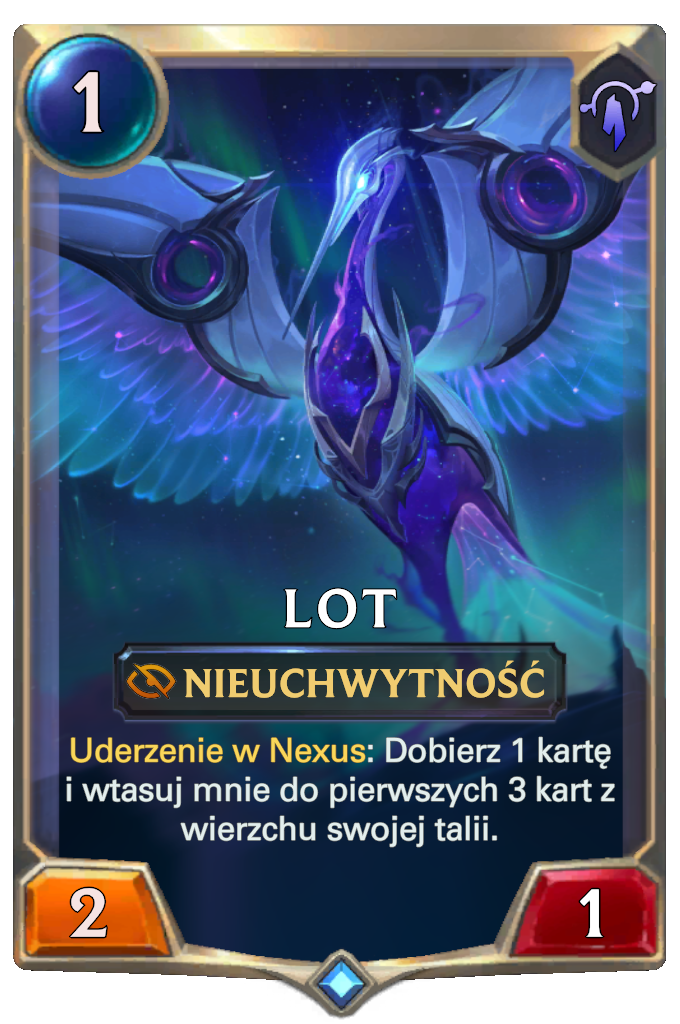 1
LOT
NIEUCHWYTNOŚĆ
Uderzenie w Nexus: Dobierz 1 kartę
i wtasuj mnie do pierwszych 3 kart z
wierzchu swojej talii.
2
1